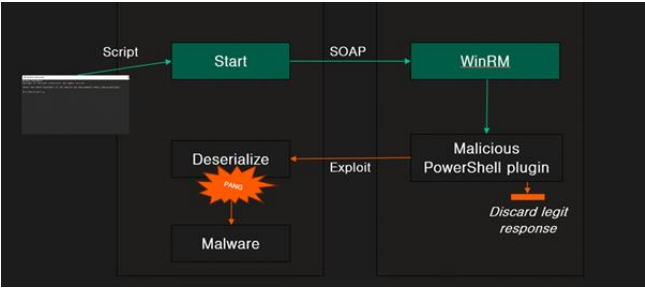 Script
Start
SOAP
WinRM
Deserialize
Exploit
Malicious
PowerShell plugin
PANG
Discard legit
response
Malware